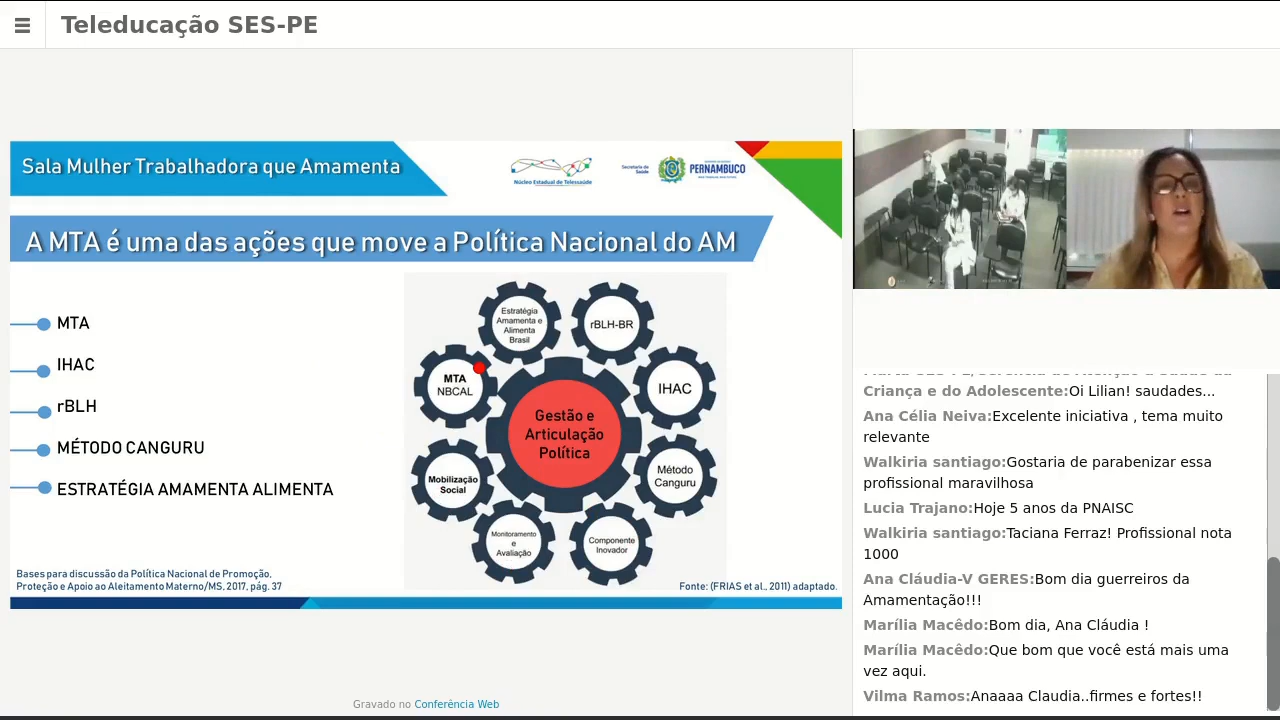 Teleducação SES-PE
Sala Mulher Trabalhadora que Amamenta
Núcleo Estadual de Telessaúde
Secretaria de
Saúde
PERNAMBUCO
A MTA é uma das ações que move a Política Nacional do AM
MTA
IHAC
rBLH
MÉTODO CANGURU
ESTRATÉGIA AMAMENTA ALIMENTA
Estratégia
Amamenta e
Alimenta
Brasil
rBLH-BR
MTA
NBCAL
IHAC
Gestão e
Articulação
Política
Mobilização
Social
Método
Canguru
Monitoramento
e
Avaliação
Componente
Inovador
Bases para discussão da Política Nacional de Promoção,
Proteção e Apoio ao Aleitamento Materno/MS, 2017, pág. 37
Fonte: (FRIAS et al., 2011) adaptado.
Gravado no Conferência Web
Criança e do Adolescente:Oi Lilian! saudades...
Ana Célia Neiva:Excelente iniciativa , tema muito
relevante
Walkiria santiago:Gostaria de parabenizar essa
profissional maravilhosa
Lucia Trajano:Hoje 5 anos da PNAISC
Walkiria santiago:Taciana Ferraz! Profissional nota
1000
Ana Cláudia-V GERES:Bom dia guerreiros da
Amamentação!!!
Marília Macêdo:Bom dia, Ana Cláudia !
Marília Macêdo:Que bom que você está mais uma
vez aqui.
Vilma Ramos:Anaaaa Claudia..firmes e fortes!!